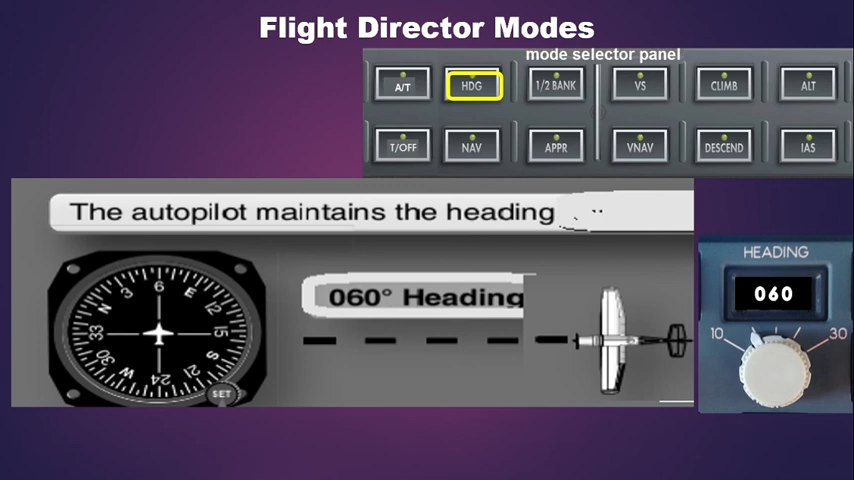 Flight Director Modes
mode selector panel
A/T HDG 1/2 BANK VS CLIMB ALT
T/OFF NAV APPR VNAV DESCEND IAS
The autopilot maintains the heading
060° Heading
3 6 E 12 15 S 21 24 W 30 33 N
SET
HEADING
060
10 30